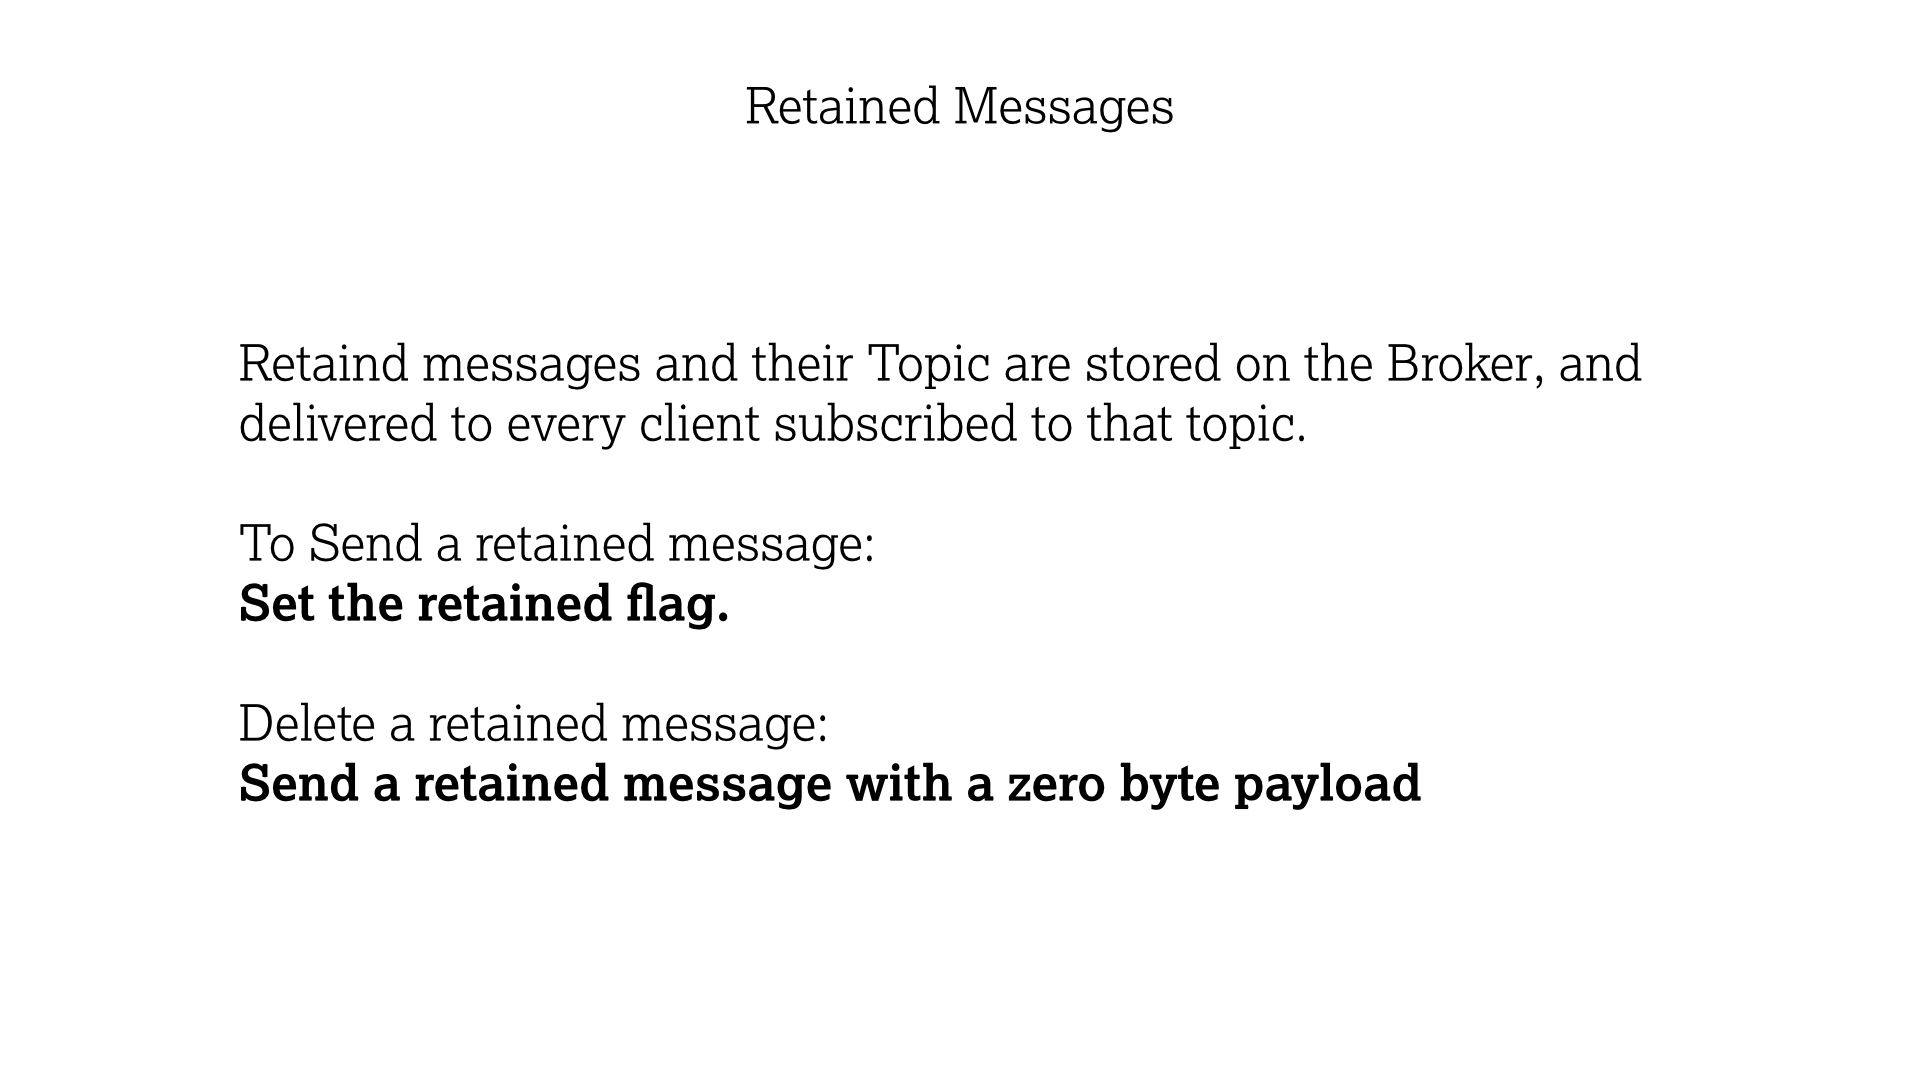 Retained Messages
Retaind messages and their Topic are stored on the Broker, and
delivered to every client subscribed to that topic.
To Send a retained message:
Set the retained flag.
Delete a retained message:
Send a retained message with a zero byte payload